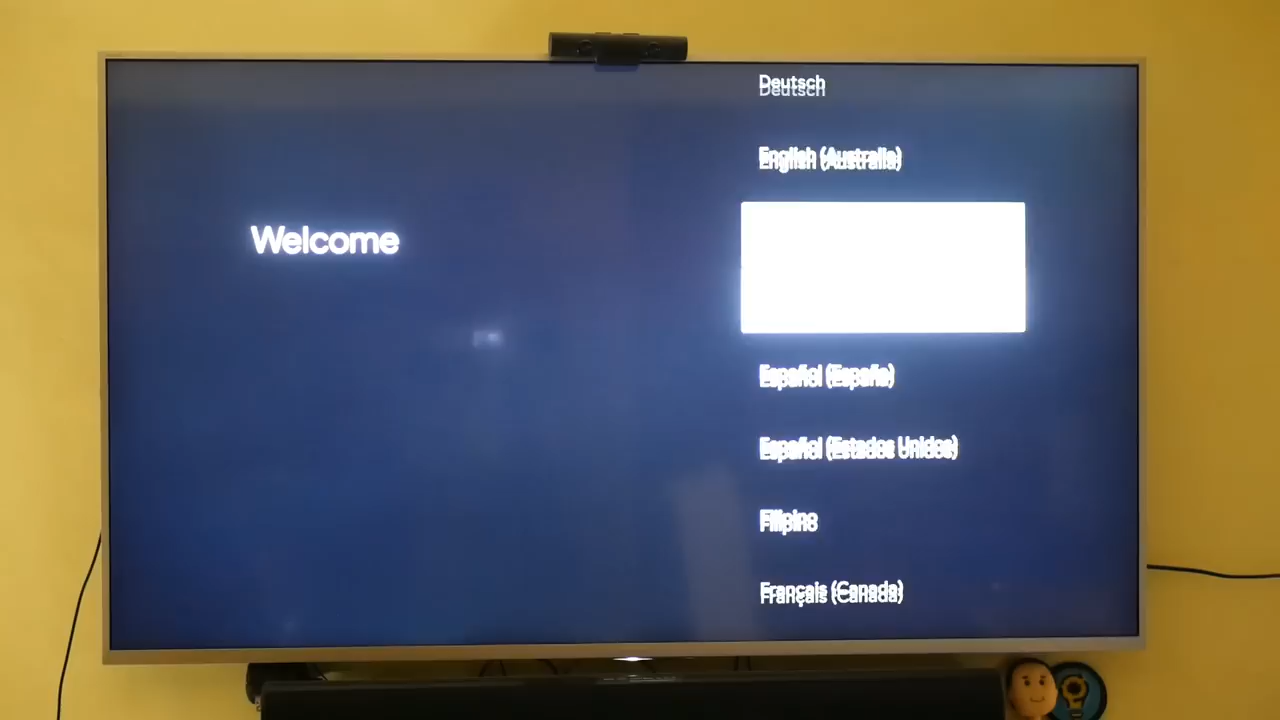 Deutsch
English (Australia)
Welcome
Español (España)
Español (Estados Unidos)
Filipino
Français (Canada)